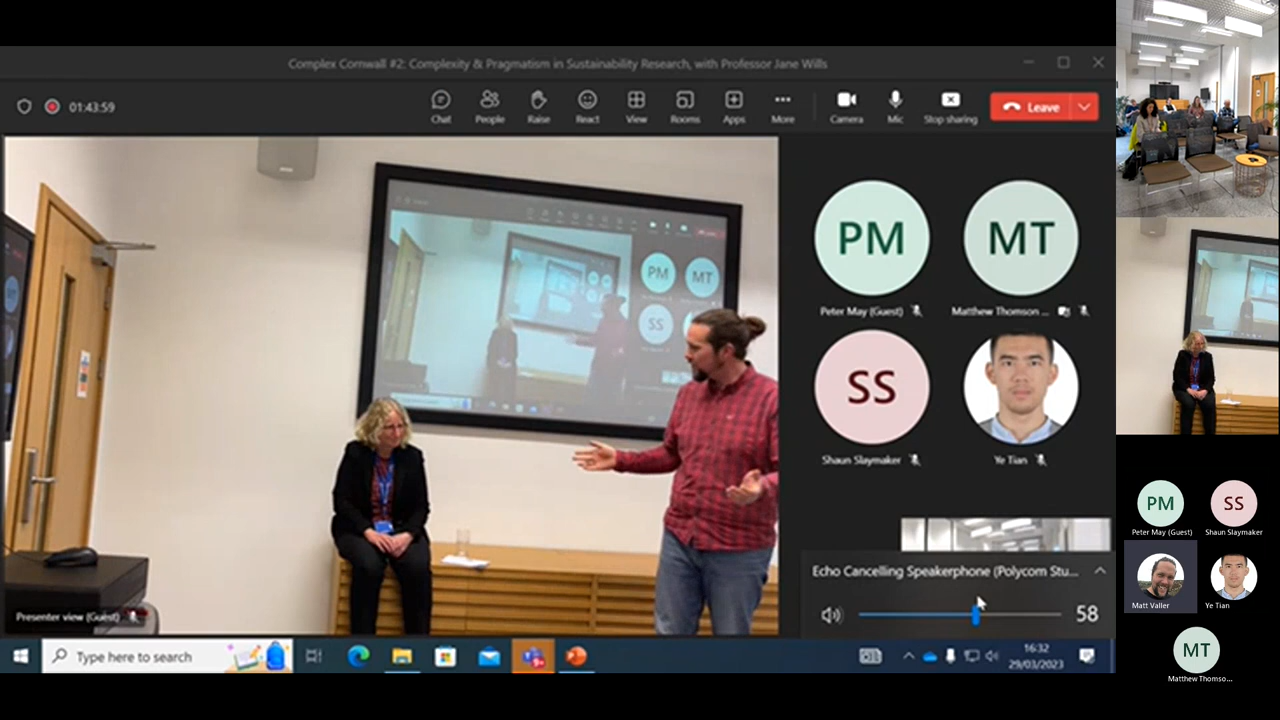 Complex Cornwall #2: Complexity & Pragmatism in Sustainability Research, with Professor Jane Wills
01:43:59
Chat People Raise React View Rooms Apps More Camera Mic Stop sharing Leave
PM MT
Peter May (Guest) Matthew Thomson ...
SS
Shaun Slaymaker Ye Tian
PM MT
SS
Echo Cancelling Speakerphone (Polycom Stu...
58
Presenter view (Guest)
Type here to search
16:32
29/03/2023
PM SS
Peter May (Guest) Shaun Slaymaker
Matt Valler Ye Tian
MT
Matthew Thomso...